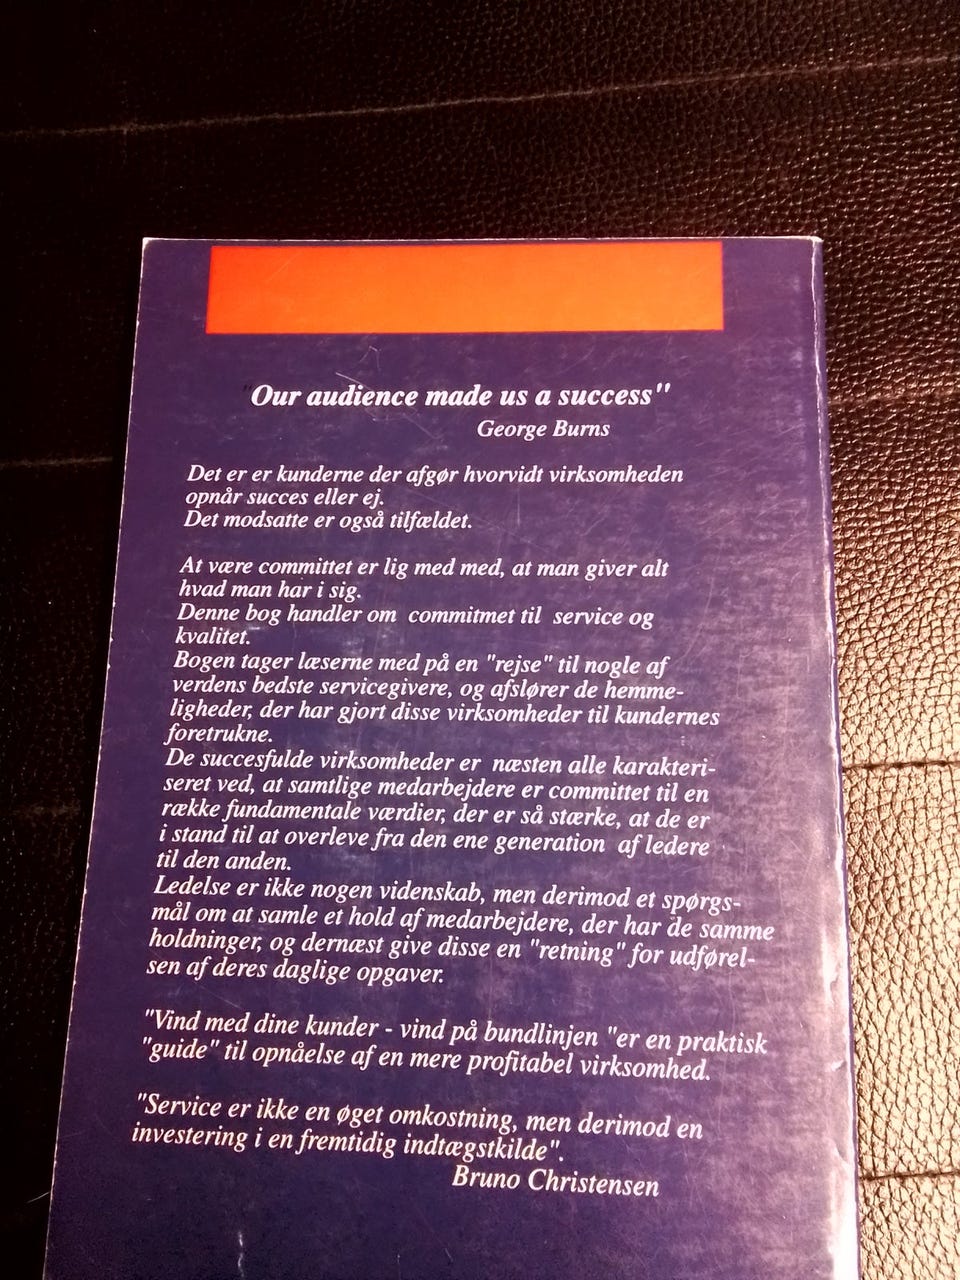 "Our audience made us a success"
George Burns
Det er er kunderne der afgør hvorvidt virksomheden
opnår succes eller ej.
Det modsatte er også tilfældet.
At være committet er lig med med, at man giver alt
hvad man har i sig.
Denne bog handler om commitmet til service og
kvalitet.
Bogen tager læserne med på en "rejse" til nogle af
verdens bedste servicegivere, og afslører de hemme-
ligheder, der har gjort disse virksomheder til kundernes
foretrukne.
De succesfulde virksomheder er næsten alle karakteri-
seret ved, at samtlige medarbejdere er committet til en
række fundamentale værdier, der er så stærke, at de er
i stand til at overleve fra den ene generation af ledere
til den anden.
Ledelse er ikke nogen videnskab, men derimod et spørgs-
mål om at samle et hold af medarbejdere, der har de samme
holdninger, og dernæst give disse en "retning" for udførel-
sen af deres daglige opgaver.
"Vind med dine kunder - vind på bundlinjen "er en praktisk
"guide" til opnåelse af en mere profitabel virksomhed.
"Service er ikke en øget omkostning, men derimod en
investering i en fremtidig indtægstkilde".
Bruno Christensen